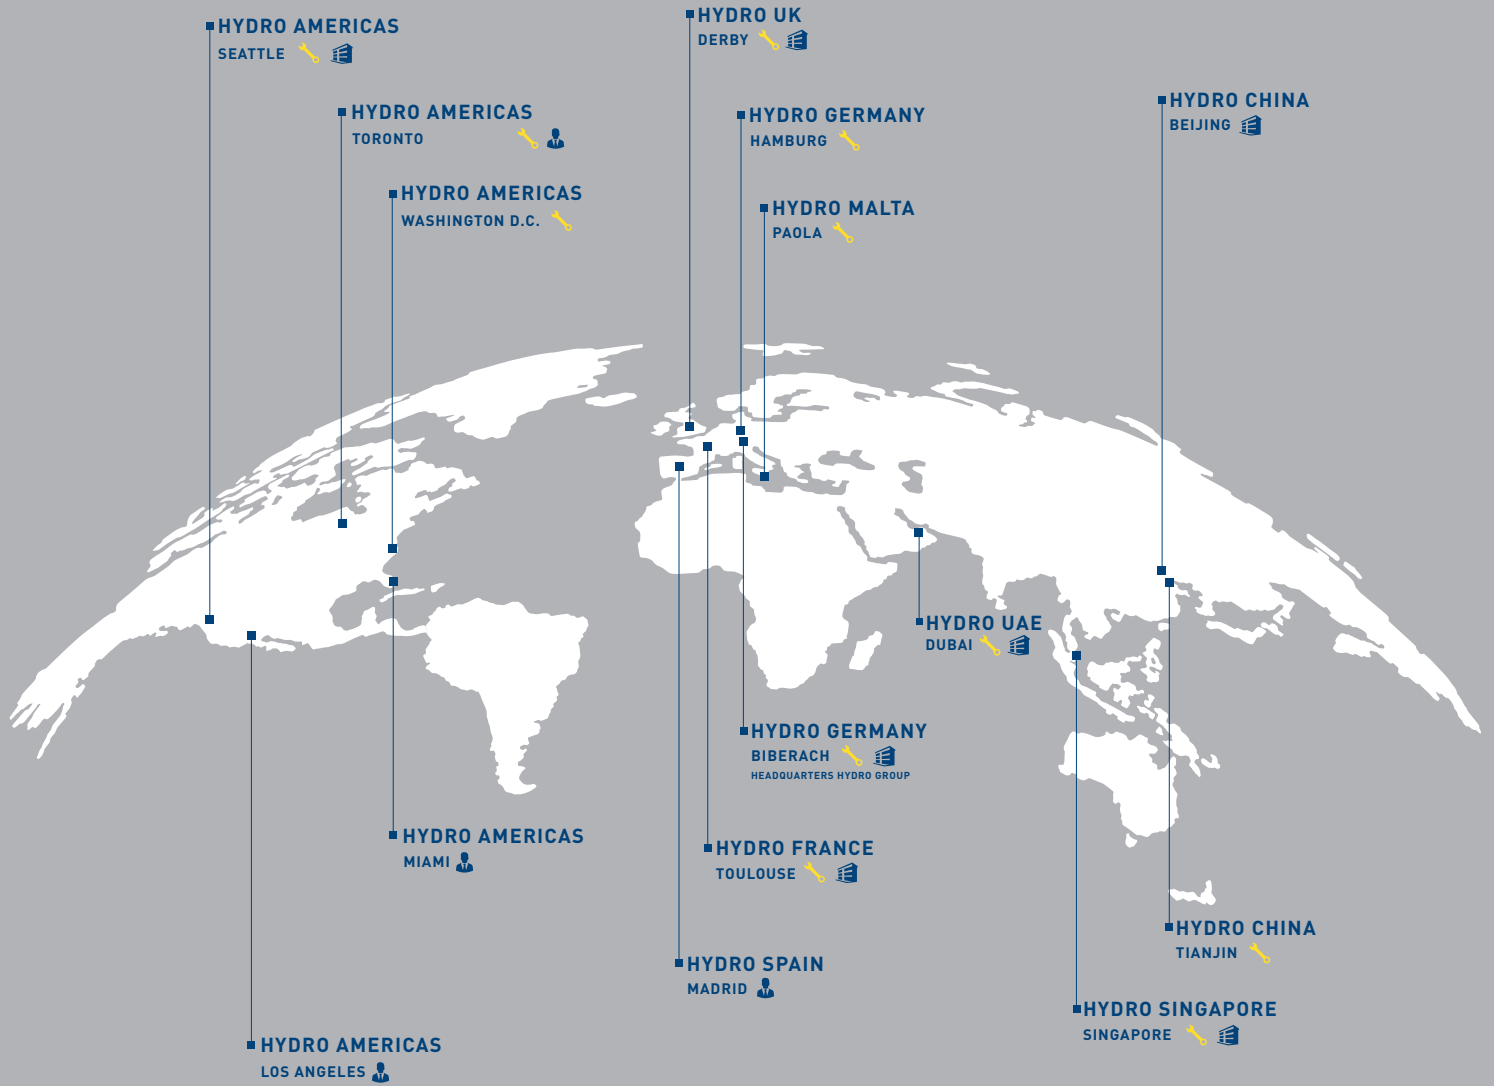 HYDRO AMERICAS
SEATTLE
HYDRO AMERICAS
TORONTO
HYDRO AMERICAS
WASHINGTON D.C.
HYDRO UK
DERBY
HYDRO GERMANY
HAMBURG
HYDRO MALTA
PAOLA
HYDRO CHINA
BEIJING
HYDRO UAE
DUBAI
HYDRO GERMANY
BIBERACH
HEADQUARTERS HYDRO GROUP
HYDRO AMERICAS
MIAMI
HYDRO FRANCE
TOULOUSE
HYDRO CHINA
TIANJIN
HYDRO SPAIN
MADRID
HYDRO SINGAPORE
SINGAPORE
HYDRO AMERICAS
LOS ANGELES